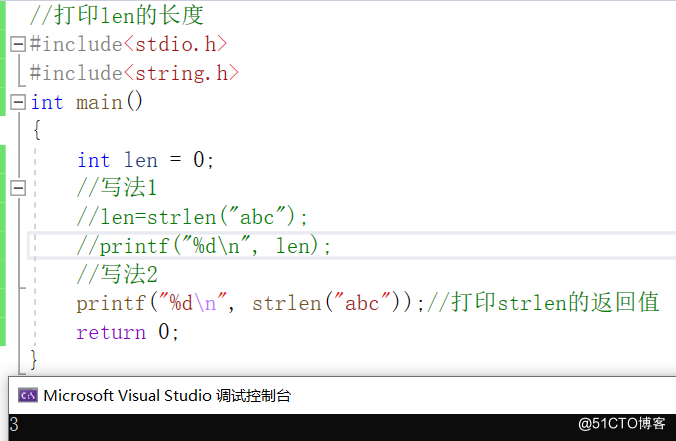 //打印len的长度
#include<stdio.h>
#include<string.h>
int main()
{
    int len = 0;
    //写法1
    //len=strlen("abc");
    //printf("%d\n", len);
    //写法2
    printf("%d\n", strlen("abc"));//打印strlen的返回值
    return 0;
}
C:\ Microsoft Visual Studio 调试控制台
3
@51CTO博客